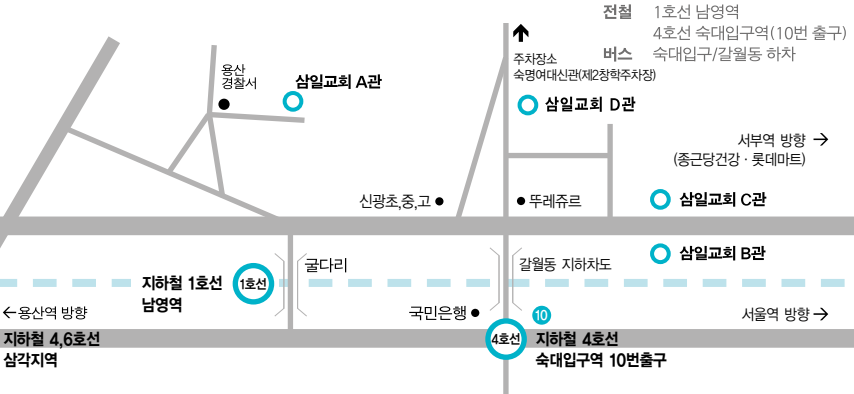 전철 1호선 남영역
4호선 숙대입구역(10번 출구)
버스 숙대입구/갈월동 하차
주차장소
숙명여대신관(제2창학주차장)
용산
경찰서
삼일교회 A관
삼일교회 D관
서부역 방향 →
(종근당건강 · 롯데마트)
신광초,중,고
뚜레쥬르
삼일교회 C관
삼일교회 B관
굴다리
갈월동 지하차도
지하철 1호선
남영역
1호선
←용산역 방향
국민은행
10
서울역 방향→
지하철 4,6호선
삼각지역
4호선
지하철 4호선
숙대입구역 10번출구